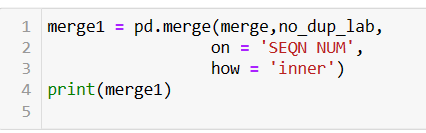 1 merge1 = pd.merge(merge,no_dup_lab,
2 on = 'SEQN NUM',
3 how = 'inner')
4 print(merge1)
5